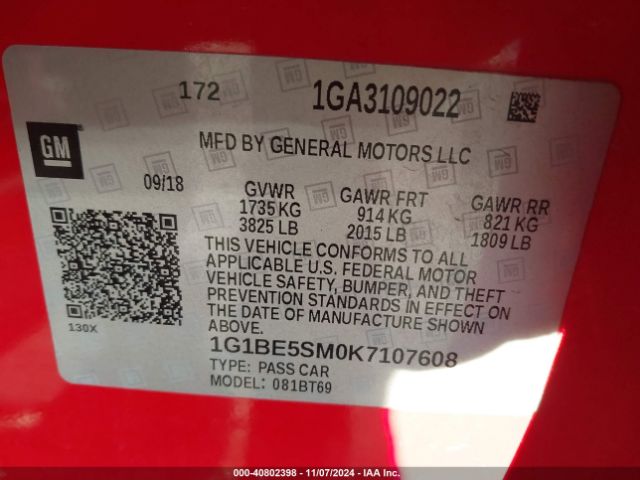 172 1GA3109022
GM
MFD BY GENERAL MOTORS LLC
09/18 GVWR GAWR FRT GAWR RR
1735 KG 914 KG 821 KG
3825 LB 2015 LB 1809 LB
THIS VEHICLE CONFORMS TO ALL
APPLICABLE U.S. FEDERAL MOTOR
VEHICLE SAFETY, BUMPER, AND THEFT
PREVENTION STANDARDS IN EFFECT ON
THE DATE OF MANUFACTURE SHOWN
ABOVE.
130X
1G1BE5SM0K7107608
TYPE: PASS CAR
MODEL: 081BT69
000-40802398 - 11/07/2024 - IAA Inc.